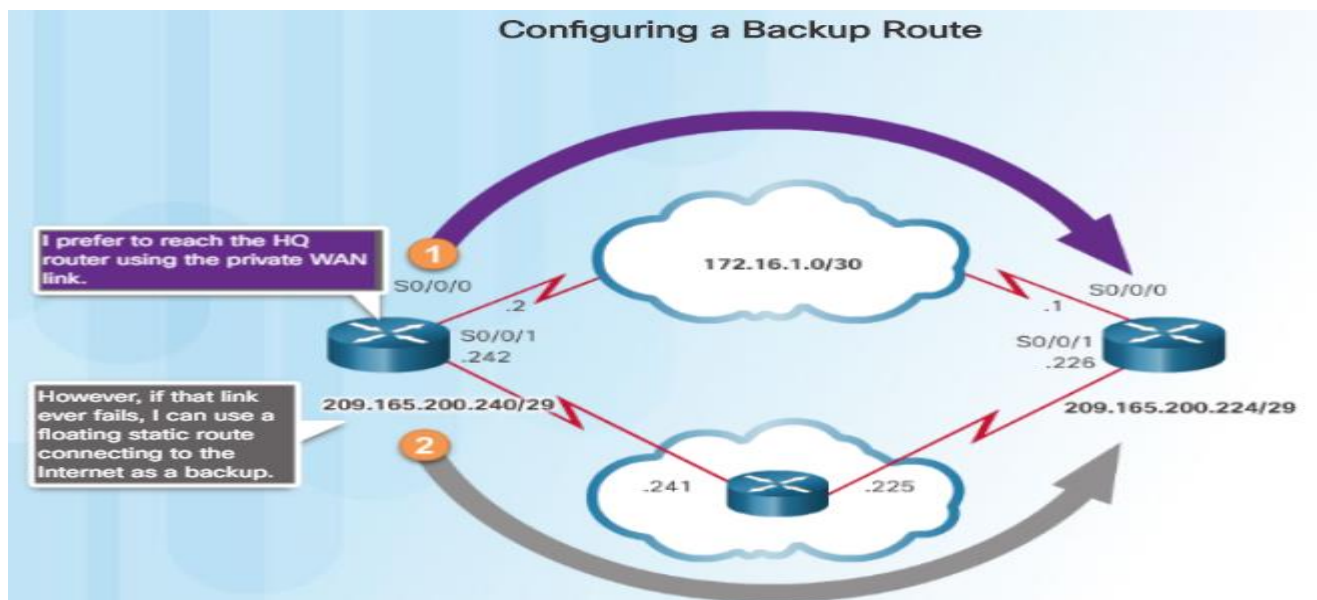 Configuring a Backup Route
I prefer to reach the HQ
router using the private WAN
link.
1
S0/0/0
.2
172.16.1.0/30
S0/0/0
.1
S0/0/1
.242
S0/0/1
.226
However, if that link
ever fails, I can use a
floating static route
connecting to the
Internet as a backup.
209.165.200.240/29
209.165.200.224/29
2
.241
.225